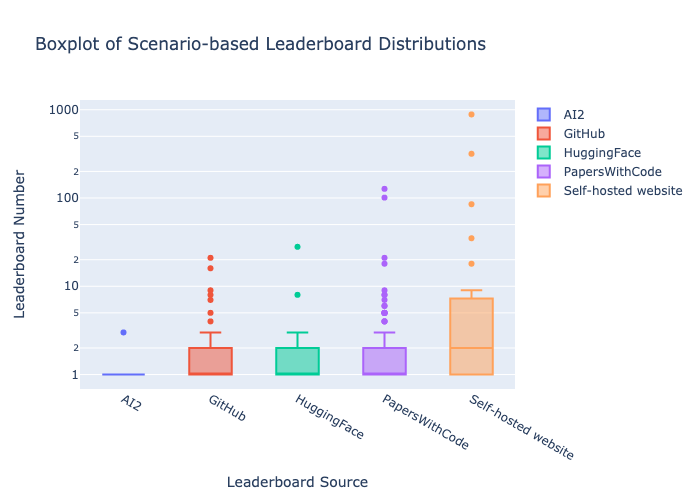 Boxplot of Scenario-based Leaderboard Distributions
Leaderboard Number
1000
5
2
100
5
2
10
5
2
1
AI2
GitHub
HuggingFace
PapersWithCode
Self-hosted website
Leaderboard Source
AI2
GitHub
HuggingFace
PapersWithCode
Self-hosted website